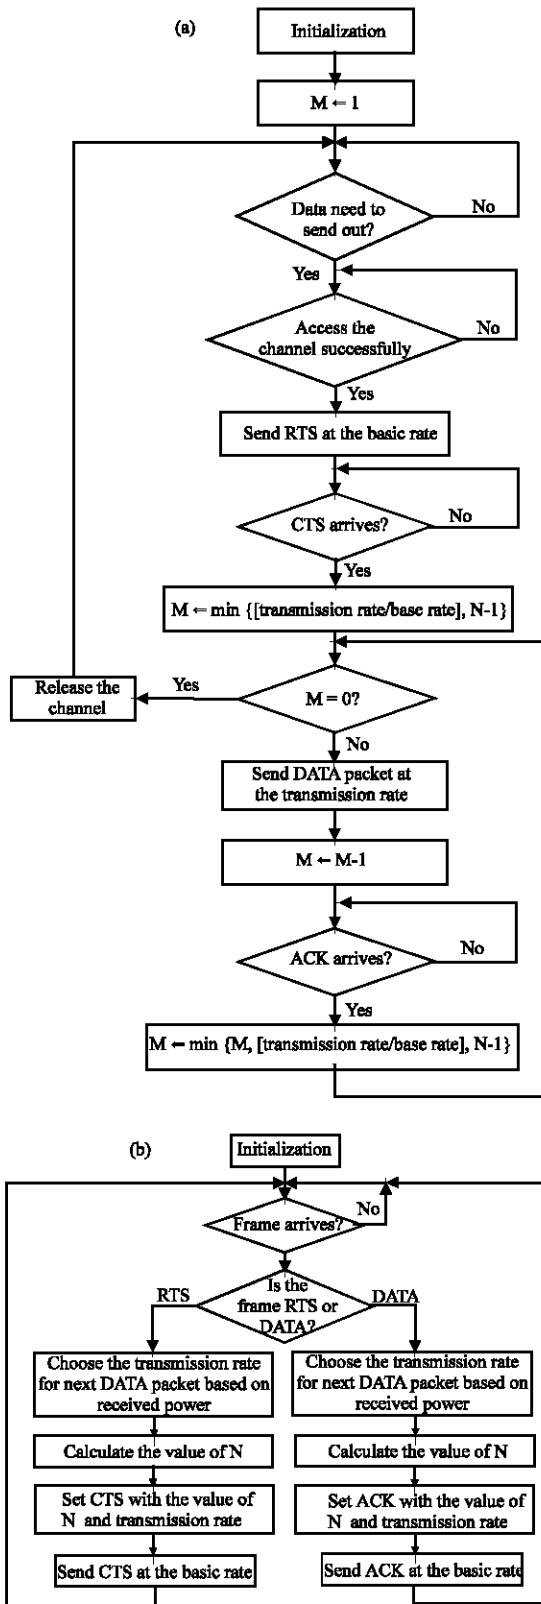 (a)
Initialization
M ← 1
Data need to
send out?
No
Yes
Access the
channel successfully
No
Yes
Send RTS at the basic rate
CTS arrives?
No
Yes
M ← min {[transmission rate/base rate], N-1}
Release the
channel
Yes
M = 0?
No
Send DATA packet at
the transmission rate
M ← M-1
ACK arrives?
No
Yes
M ← min {M, [transmission rate/base rate], N-1}
(b)
Initialization
Frame arrives?
No
Is the
frame RTS or
DATA?
RTS
DATA
Choose the transmission rate
for next DATA packet based on
received power
Calculate the value of N
Set CTS with the value of
N and transmission rate
Send CTS at the basic rate
Choose the transmission rate
for next DATA packet based on
received power
Calculate the value of N
Set ACK with the value of
N and transmission rate
Send ACK at the basic rate